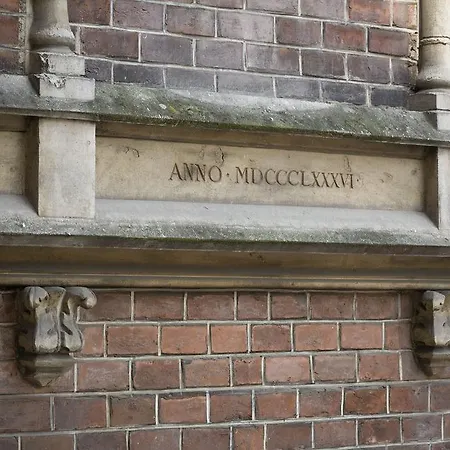 ANNO · MDCCCLXXXVI ·